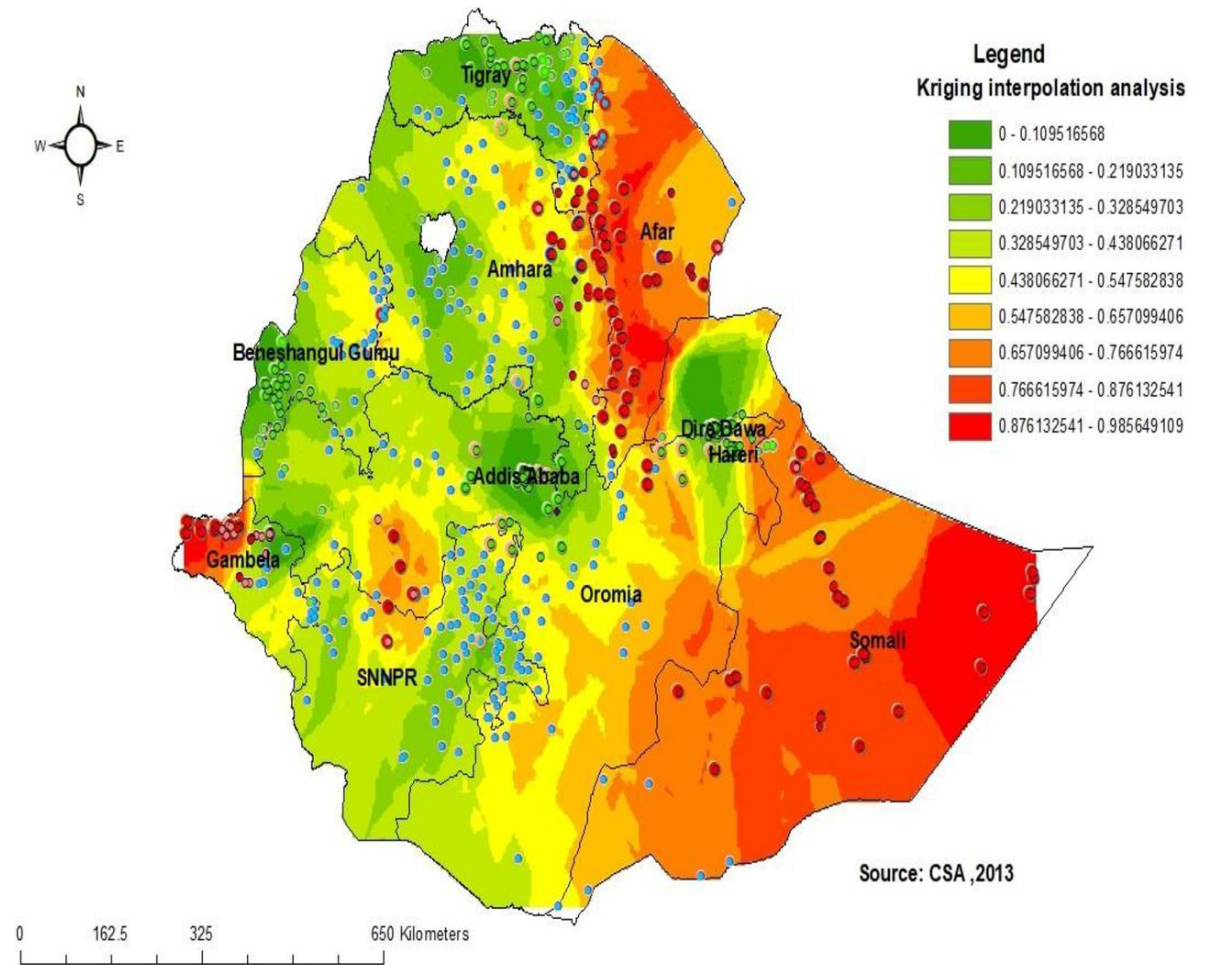 Legend
Kriging interpolation analysis
0 - 0.109516568
0.109516568 - 0.219033135
0.219033135 - 0.328549703
0.328549703 - 0.438066271
0.438066271 - 0.547582838
0.547582838 - 0.657099406
0.657099406 - 0.766615974
0.766615974 - 0.876132541
0.876132541 - 0.985649109
N
W E
S
Tigray
Afar
Amhara
Beneshangul Gumu
Dire Dawa
Hareri
Addis Ababa
Gambela
Oromia
Somali
SNNPR
Source: CSA ,2013
0 162.5 325 650 Kilometers